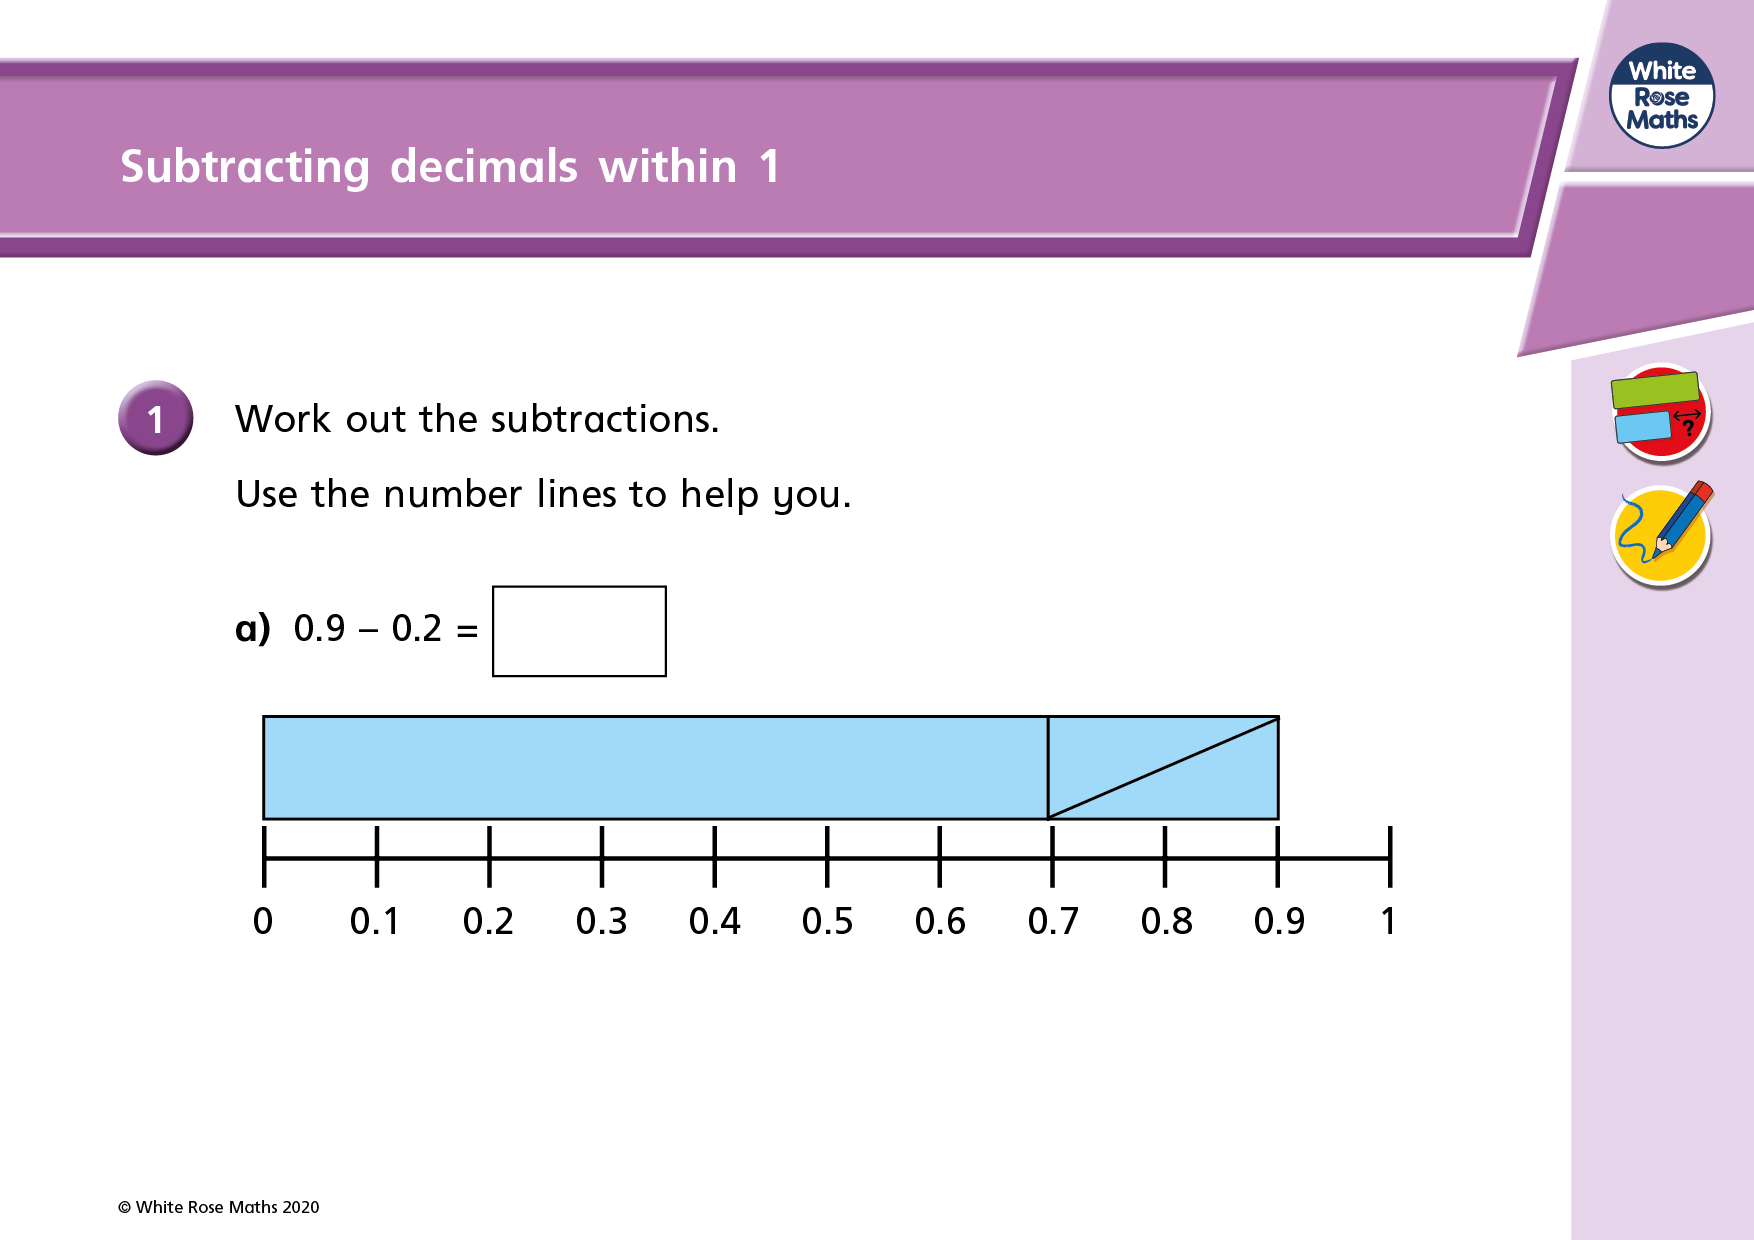 White
Rose
Maths
Subtracting decimals within 1
1 Work out the subtractions.
Use the number lines to help you.
a) 0.9 – 0.2 =
0 0.1 0.2 0.3 0.4 0.5 0.6 0.7 0.8 0.9 1
?
© White Rose Maths 2020